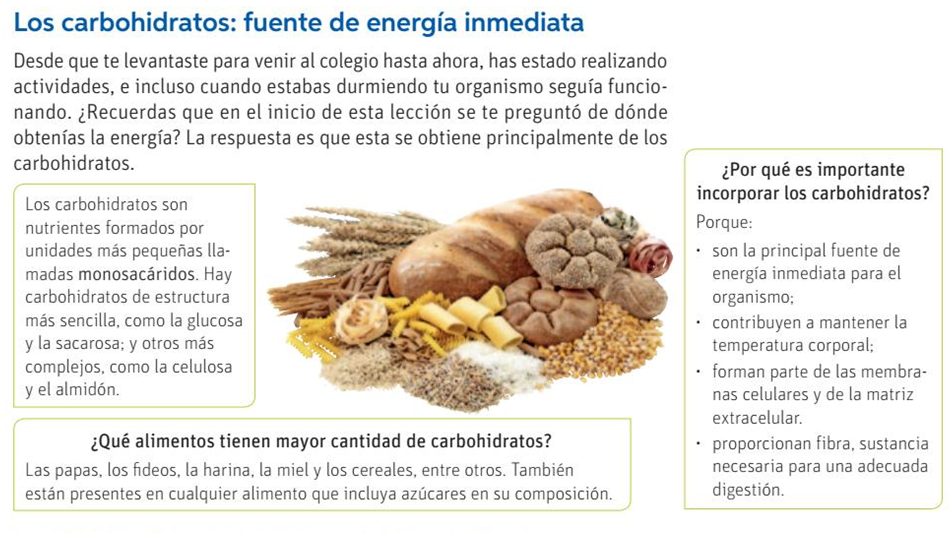 Los carbohidratos: fuente de energía inmediata
Desde que te levantaste para venir al colegio hasta ahora, has estado realizando
actividades, e incluso cuando estabas durmiendo tu organismo seguía funcio-
nando. ¿Recuerdas que en el inicio de esta lección se te preguntó de dónde
obtenías la energía? La respuesta es que esta se obtiene principalmente de los
carbohidratos.
Los carbohidratos son
nutrientes formados por
unidades más pequeñas lla-
madas monosacáridos. Hay
carbohidratos de estructura
más sencilla, como la glucosa
y la sacarosa; y otros más
complejos, como la celulosa
y el almidón.
¿Qué alimentos tienen mayor cantidad de carbohidratos?
Las papas, los fideos, la harina, la miel y los cereales, entre otros. También
están presentes en cualquier alimento que incluya azúcares en su composición.
¿Por qué es importante
incorporar los carbohidratos?
Porque:
• son la principal fuente de
energía inmediata para el
organismo;
• contribuyen a mantener la
temperatura corporal;
• forman parte de las membra-
nas celulares y de la matriz
extracelular.
• proporcionan fibra, sustancia
necesaria para una adecuada
digestión.